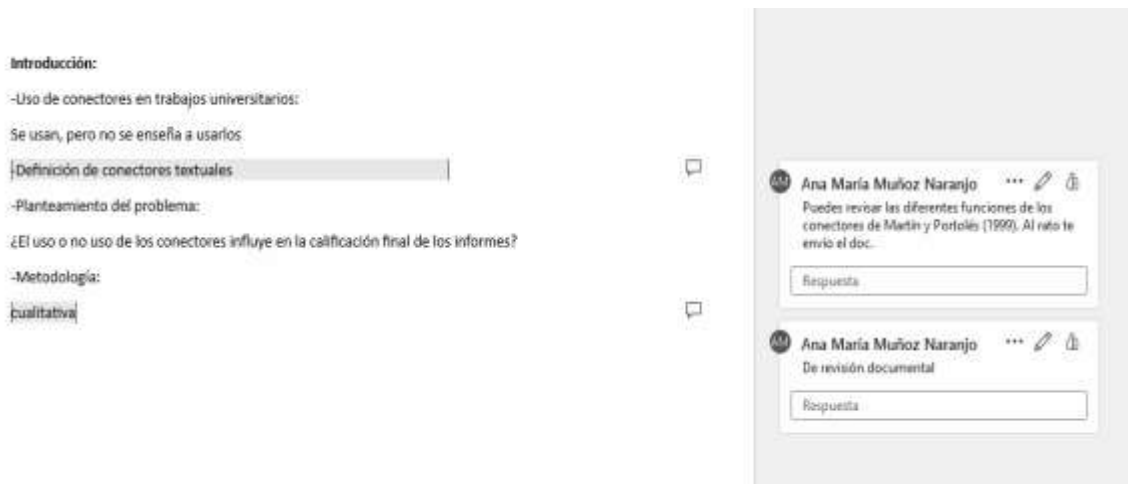 Introducción:
-Uso de conectores en trabajos universitarios:
Se usan, pero no se enseña a usarlos
-Definición de conectores textuales
-Planteamiento del problema:
¿El uso o no uso de los conectores influye en la calificación final de los informes?
-Metodología:
cualitativa
AM Ana María Muñoz Naranjo
Puedes revisar las diferentes funciones de los
conectores de Martín y Portolés (1999). Al rato te
envío el doc.
Respuesta
AM Ana María Muñoz Naranjo
De revisión documental
Respuesta